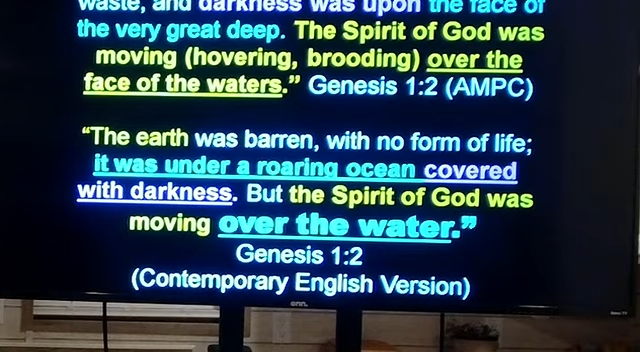 waste, and darkness was upon the face of
the very great deep. The Spirit of God was
moving (hovering, brooding) over the
face of the waters.” Genesis 1:2 (AMPC)
“The earth was barren, with no form of life;
it was under a roaring ocean covered
with darkness. But the Spirit of God was
moving over the water.”
Genesis 1:2
(Contemporary English Version)
onn.
Roku TV